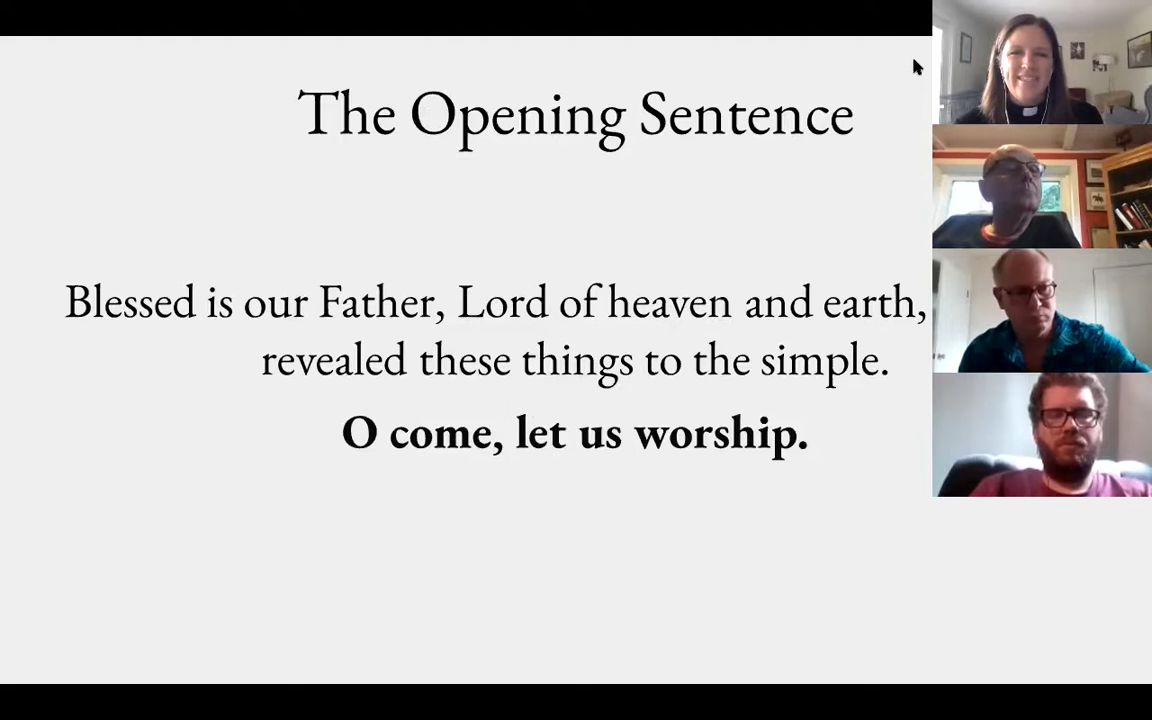 The Opening Sentence
Blessed is our Father, Lord of heaven and earth,
revealed these things to the simple.
O come, let us worship.